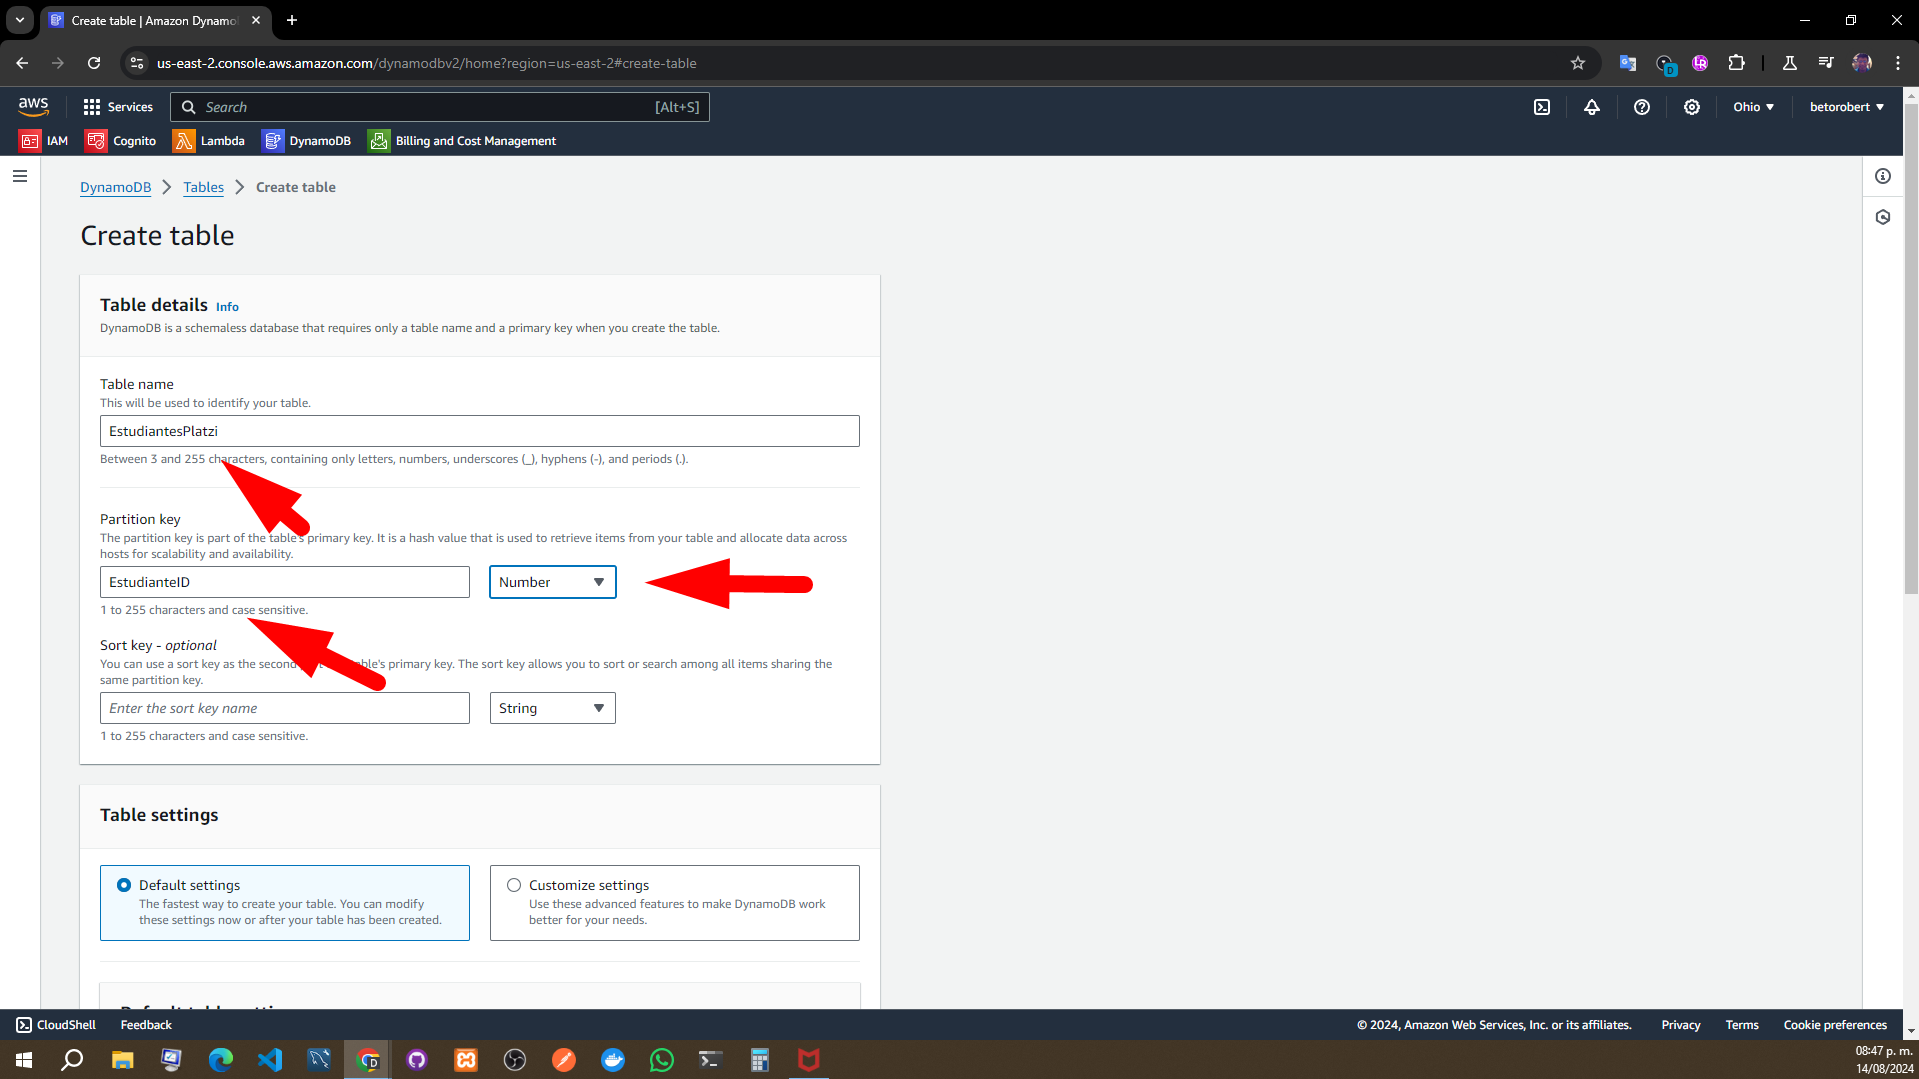 Create table | Amazon Dynamo
us-east-2.console.aws.amazon.com/dynamodbv2/home?region=us-east-2#create-table
aws
Services
Search
[Alt+S]
Ohio
betorobert
IAM
Cognito
Lambda
DynamoDB
Billing and Cost Management
DynamoDB
Tables
Create table
Create table
Table details Info
DynamoDB is a schemaless database that requires only a table name and a primary key when you create the table.
Table name
This will be used to identify your table.
EstudiantesPlatzi
Between 3 and 255 characters, containing only letters, numbers, underscores (_), hyphens (-), and periods (.).
Partition key
The partition key is part of the table's primary key. It is a hash value that is used to retrieve items from your table and allocate data across
hosts for scalability and availability.
EstudianteID
Number
1 to 255 characters and case sensitive.
Sort key - optional
You can use a sort key as the second table's primary key. The sort key allows you to sort or search among all items sharing the
same partition key.
Enter the sort key name
String
1 to 255 characters and case sensitive.
Table settings
Default settings
The fastest way to create your table. You can modify
these settings now or after your table has been created.
Customize settings
Use these advanced features to make DynamoDB work
better for your needs.
CloudShell
Feedback
© 2024, Amazon Web Services, Inc. or its affiliates.
Privacy
Terms
Cookie preferences
08:47 p. m.
14/08/2024